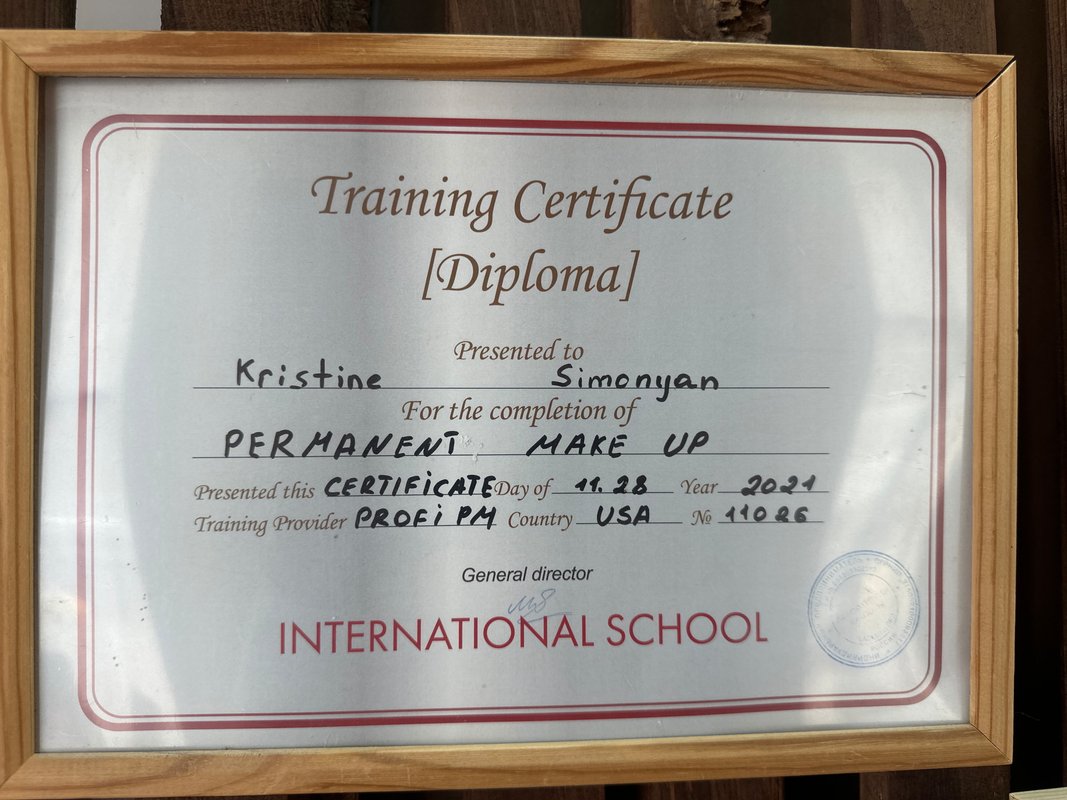 Training Certificate
[Diploma]
Presented to
Kristine Simonyan
For the completion of
PERMANENT MAKE UP
Presented this CERTIFICATE Day of 11.28 Year 2021
Training Provider PROFi PM Country USA № 11026
General director
INTERNATIONAL SCHOOL